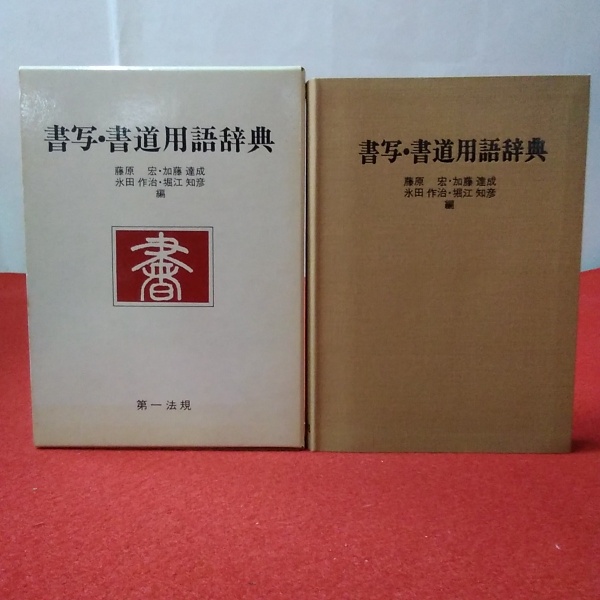 書写・書道用語辞典
藤原 宏・加藤 達成
氷田 作治・堀江 知彦
編
書
第一法規
書写・書道用語辞典
藤原 宏・加藤 達成
氷田 作治・堀江 知彦
編